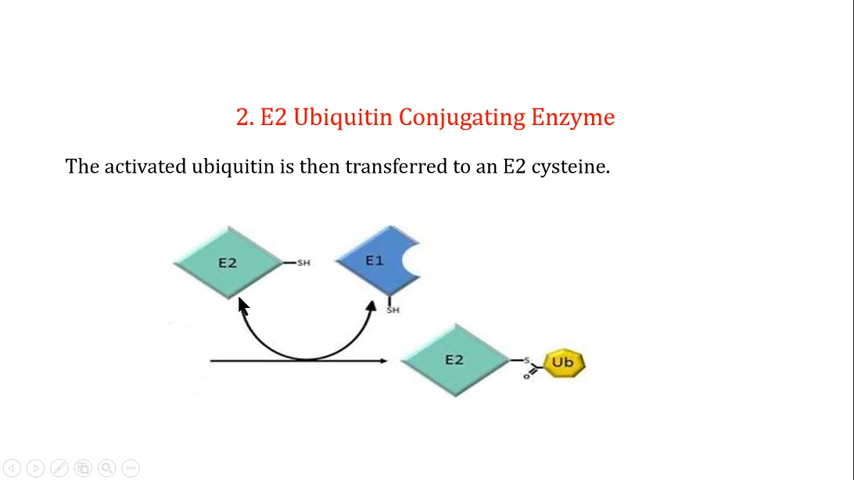 2. E2 Ubiquitin Conjugating Enzyme
The activated ubiquitin is then transferred to an E2 cysteine.
E2
SH
E1
SH
E2
S
O
Ub